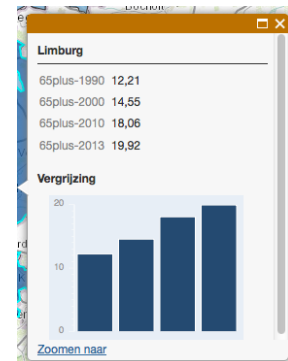 Limburg
65plus-1990 12,21
65plus-2000 14,55
65plus-2010 18,06
65plus-2013 19,92
Vergrijzing
20
10
0
Zoomen naar